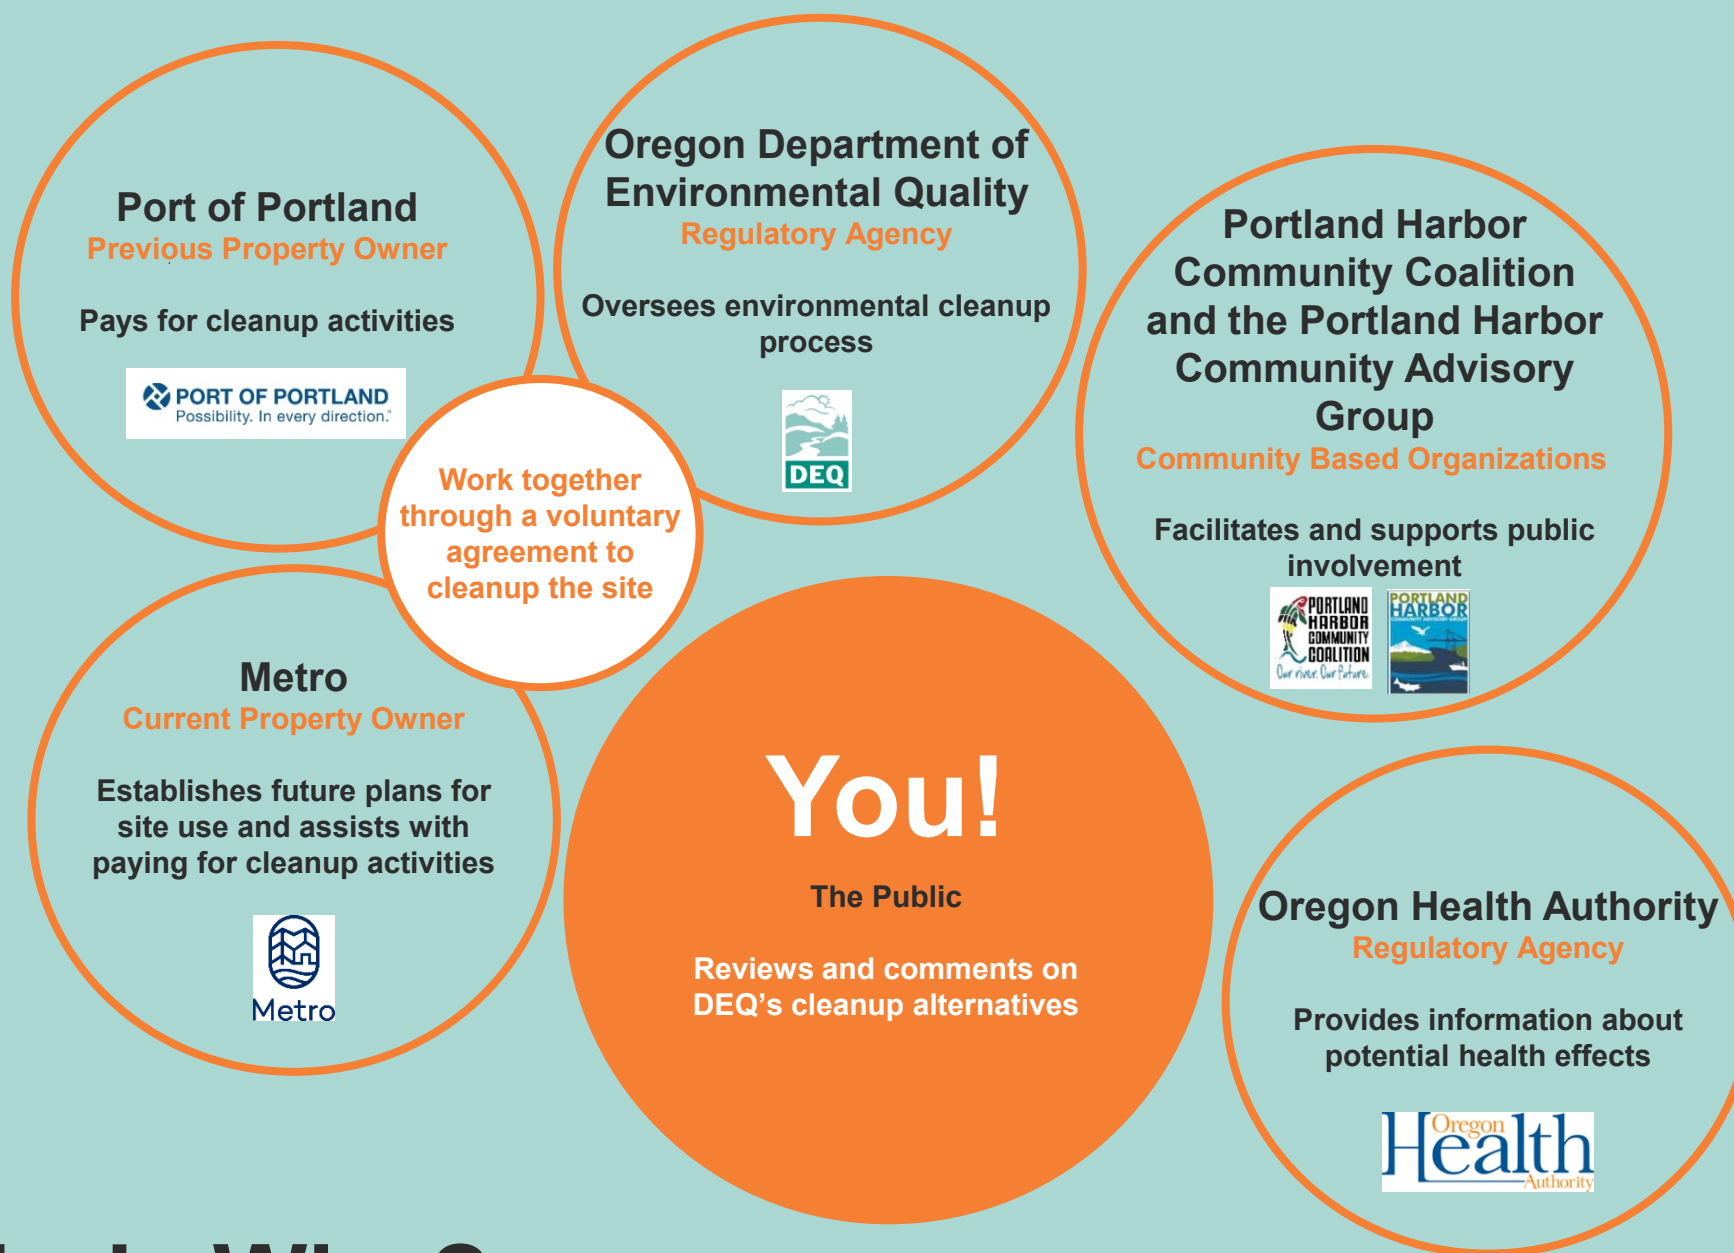 Port of Portland
Previous Property Owner
Pays for cleanup activities
PORT OF PORTLAND
Possibility. In every direction.
Oregon Department of
Environmental Quality
Regulatory Agency
Oversees environmental cleanup
process
DEQ
Portland Harbor
Community Coalition
and the Portland Harbor
Community Advisory
Group
Community Based Organizations
Facilitates and supports public
involvement
PORTLAND
HARBOR
COMMUNITY
COALITION
Our river. Our future.
PORTLAND
HARBOR
COMMUNITY ADVISORY GROUP
Work together
through a voluntary
agreement to
cleanup the site
Metro
Current Property Owner
Establishes future plans for
site use and assists with
paying for cleanup activities
Metro
You!
The Public
Reviews and comments on
DEQ's cleanup alternatives
Oregon Health Authority
Regulatory Agency
Provides information about
potential health effects
Oregon
Health
Authority